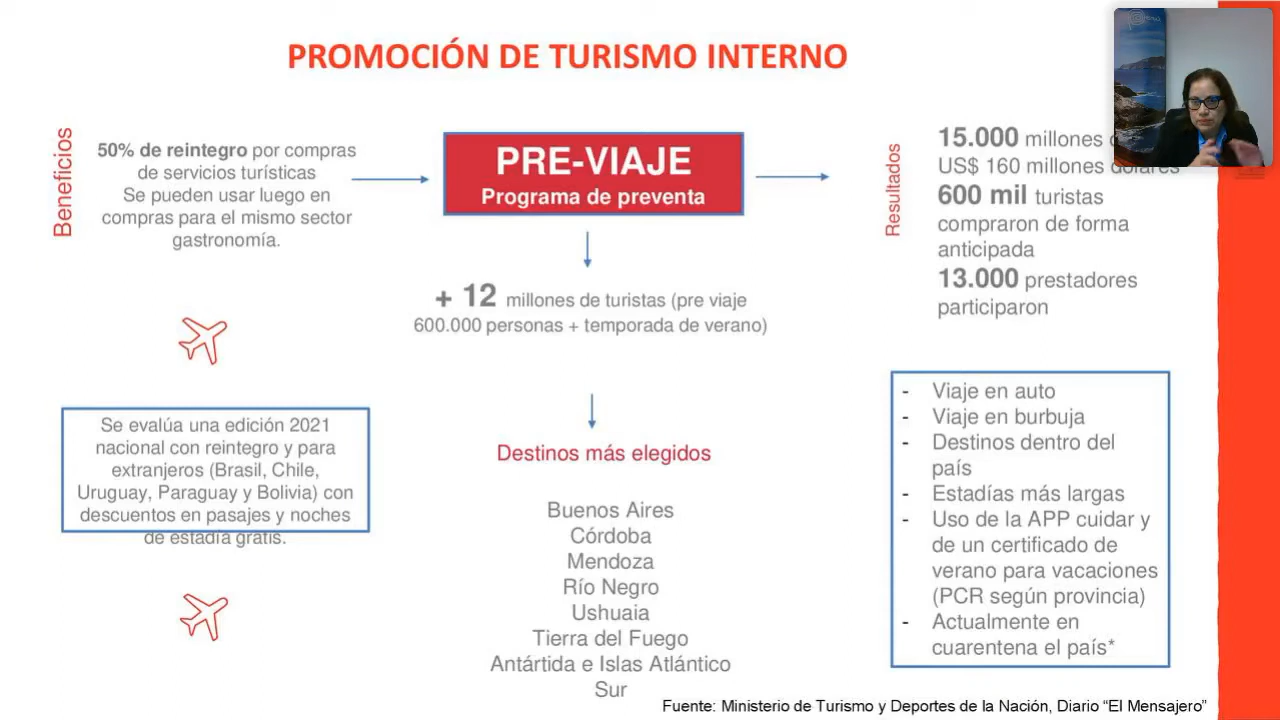 PROMOCIÓN DE TURISMO INTERNO
Beneficios
50% de reintegro por compras
de servicios turísticas
Se pueden usar luego en
compras para el mismo sector
gastronomía.
PRE-VIAJE
Programa de preventa
Resultados
15.000 millones
US$ 160 millones dólares
600 mil turistas
compraron de forma
anticipada
13.000 prestadores
participaron
+ 12 millones de turistas (pre viaje
600.000 personas + temporada de verano)
Se evalúa una edición 2021
nacional con reintegro y para
extranjeros (Brasil, Chile,
Uruguay, Paraguay y Bolivia) con
descuentos en pasajes y noches
de estadía gratis.
Destinos más elegidos
Buenos Aires
Córdoba
Mendoza
Río Negro
Ushuaia
Tierra del Fuego
Antártida e Islas Atlántico
Sur
- Viaje en auto
- Viaje en burbuja
- Destinos dentro del
país
- Estadías más largas
- Uso de la APP cuidar y
de un certificado de
verano para vacaciones
(PCR según provincia)
- Actualmente en
cuarentena el país*
Fuente: Ministerio de Turismo y Deportes de la Nación, Diario “El Mensajero”